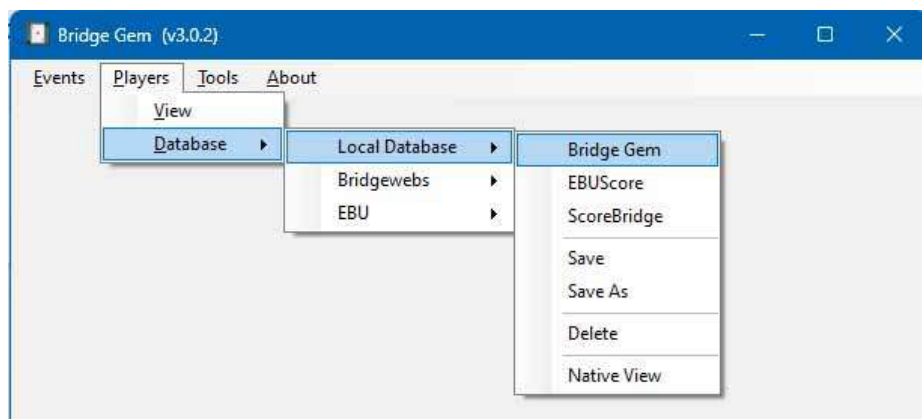 Bridge Gem (v3.0.2)
Events Players Tools About
View
Database
Local Database
Bridgewebs
EBU
Bridge Gem
EBUScore
ScoreBridge
Save
Save As
Delete
Native View